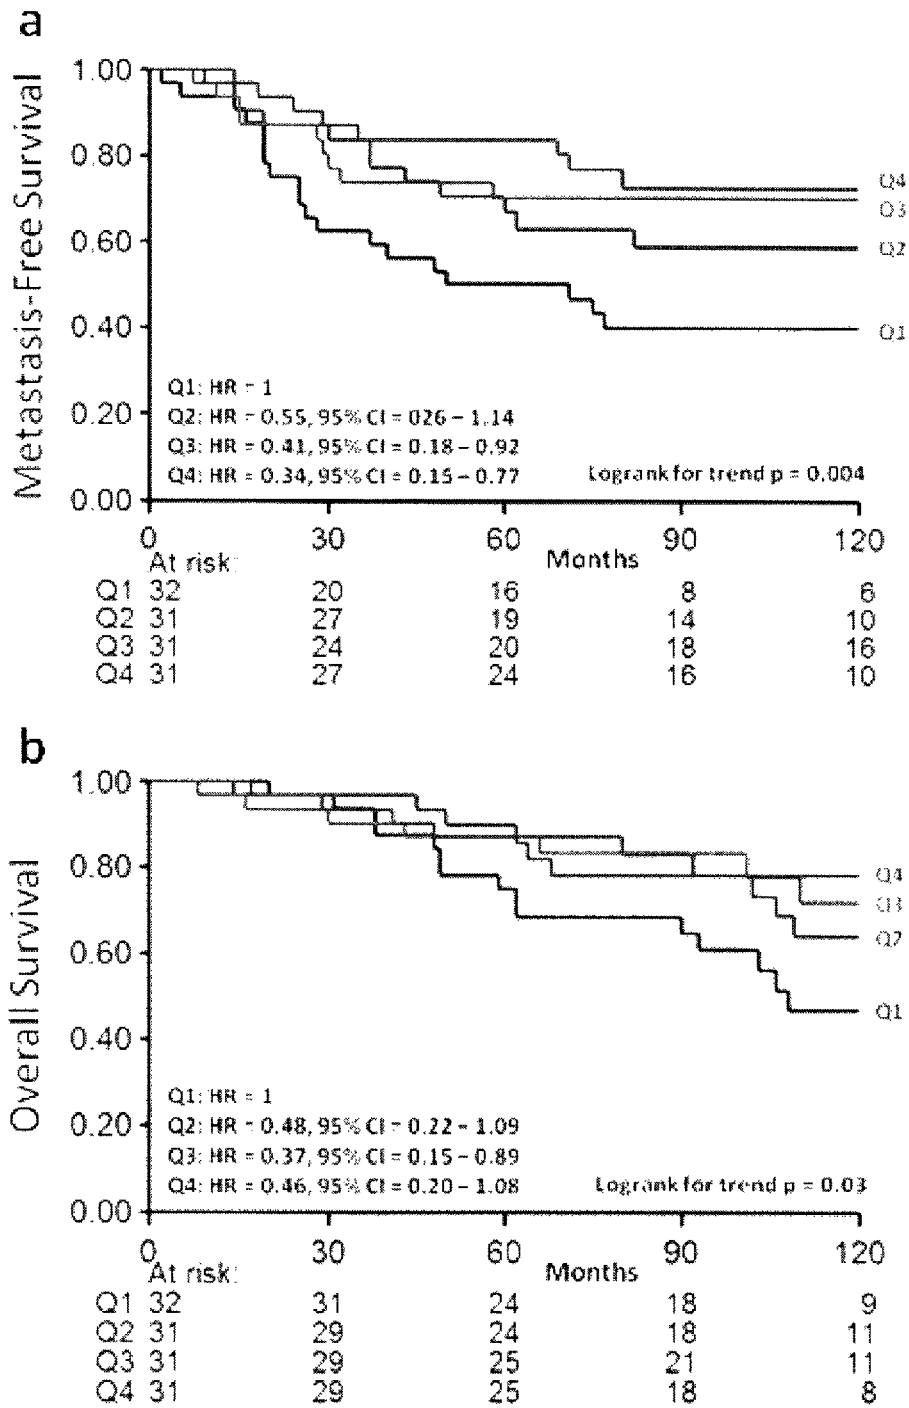 a
Metastasis-Free Survival
1.00
0.80
0.60
0.40
0.20
0.00
Q4
Q3
Q2
Q1
Q1: HR = 1
Q2: HR = 0.55, 95% CI = 026 – 1.14
Q3: HR = 0.41, 95% CI = 0.18 – 0.92
Q4: HR = 0.34, 95% CI = 0.15 – 0.77
Logrank for trend p = 0.004
0 30 60 90 120
At risk: Months
Q1 32 20 16 8 6
Q2 31 27 19 14 10
Q3 31 24 20 18 16
Q4 31 27 24 16 10
b
Overall Survival
1.00
0.80
0.60
0.40
0.20
0.00
Q4
Q3
Q2
Q1
Q1: HR = 1
Q2: HR = 0.48, 95% CI = 0.22 – 1.09
Q3: HR = 0.37, 95% CI = 0.15 – 0.89
Q4: HR = 0.46, 95% CI = 0.20 – 1.08
Logrank for trend p = 0.03
0 30 60 90 120
At risk: Months
Q1 32 31 24 18 9
Q2 31 29 24 18 11
Q3 31 29 25 21 11
Q4 31 29 25 18 8